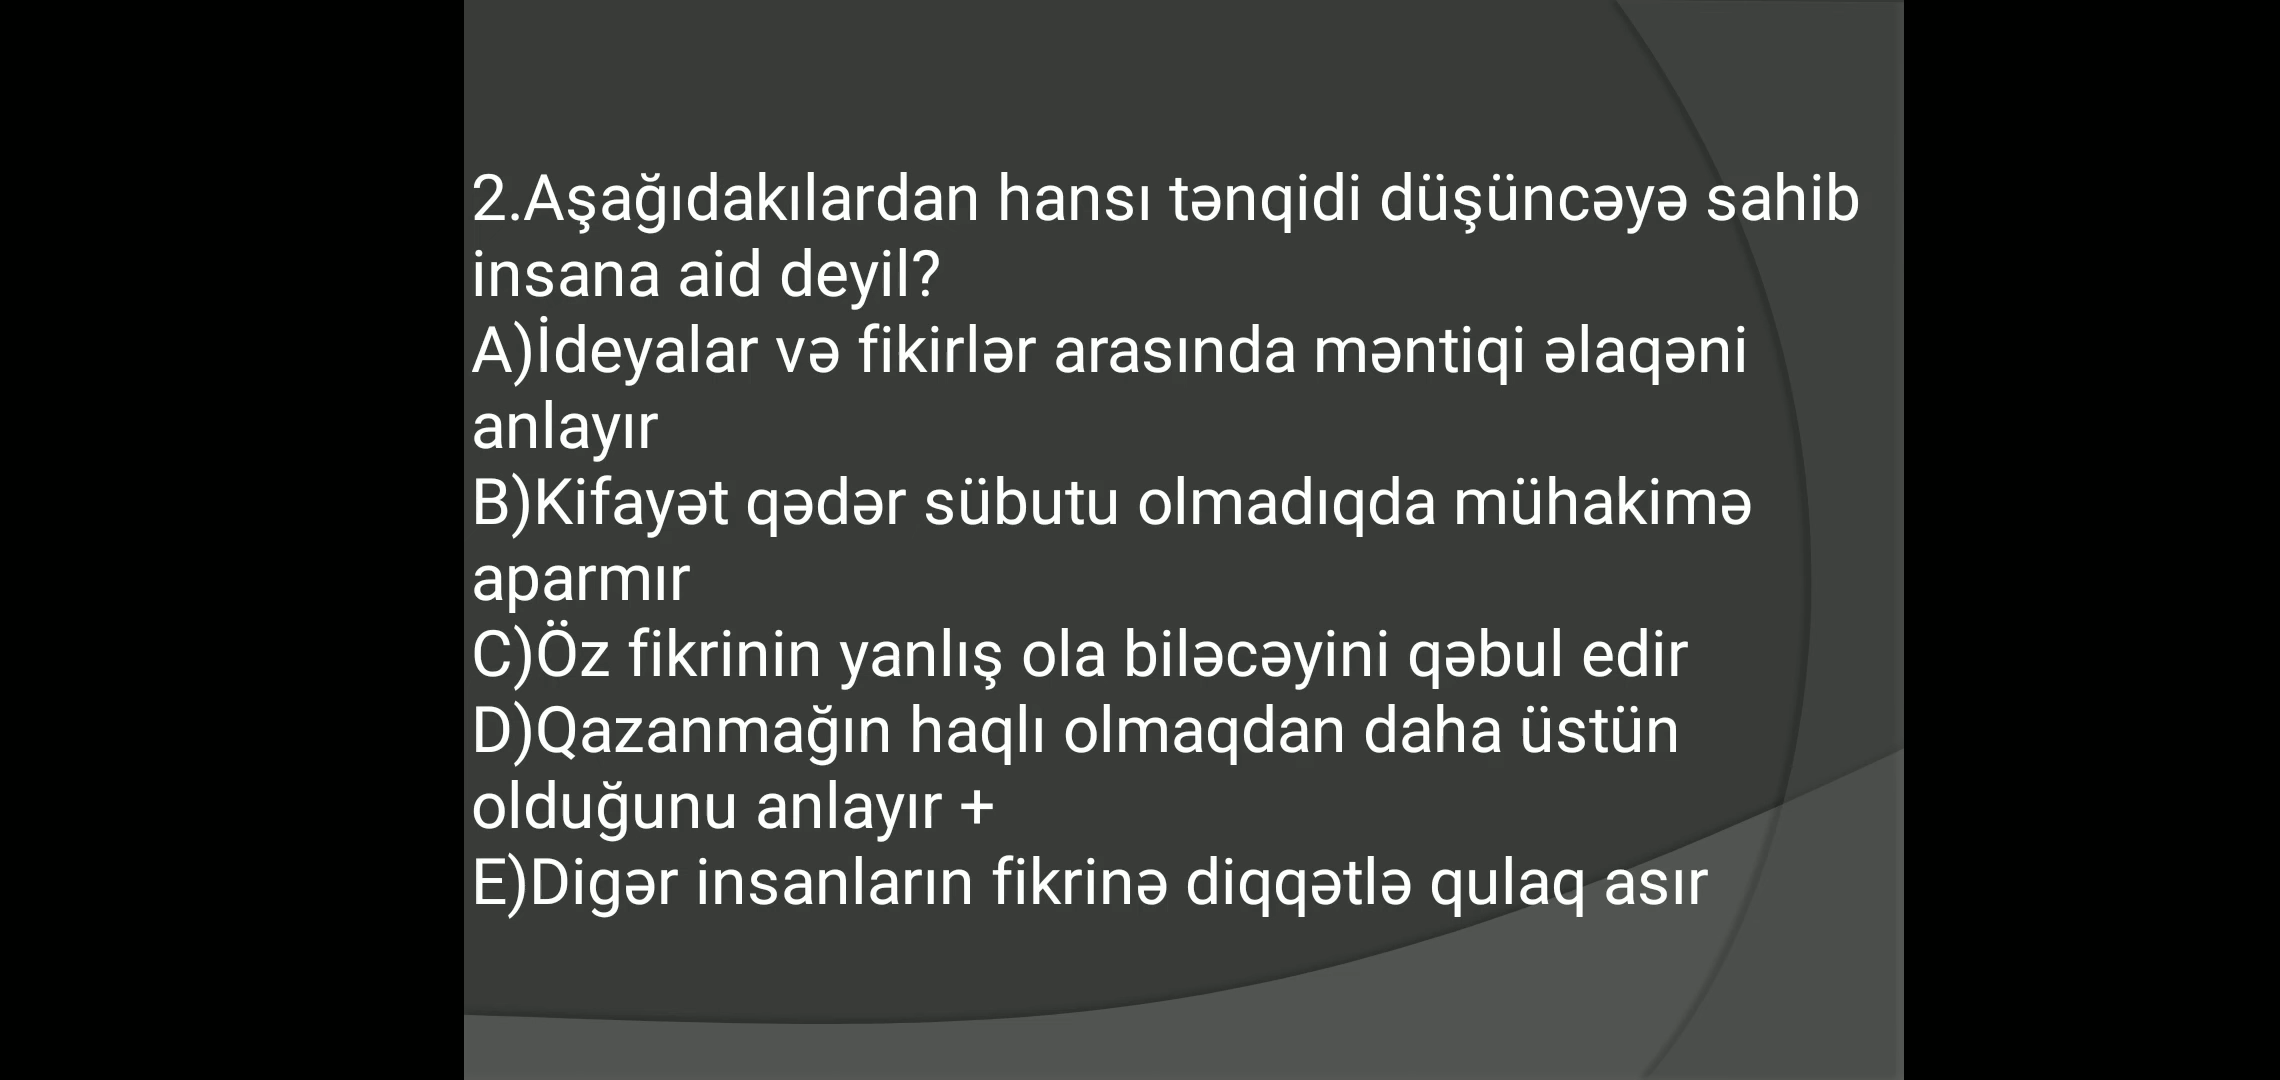 2.Aşağıdakılardan hansı tənqidi düşüncəyə sahib
insana aid deyil?
A)İdeyalar və fikirlər arasında məntiqi əlaqəni
anlayır
B)Kifayət qədər sübutu olmadıqda mühakimə
aparmır
C)Öz fikrinin yanlış ola biləcəyini qəbul edir
D)Qazanmağın haqlı olmaqdan daha üstün
olduğunu anlayır +
E)Digər insanların fikrinə diqqətlə qulaq asır